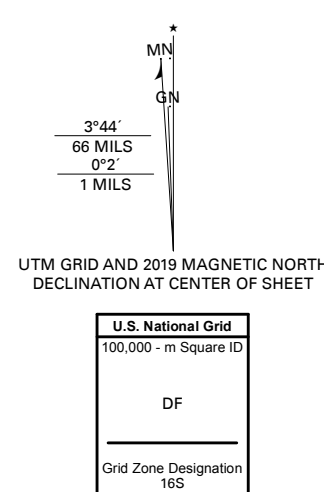 ★
MN
GN
3°44´
66 MILS
0°2´
1 MILS
UTM GRID AND 2019 MAGNETIC NORTH
DECLINATION AT CENTER OF SHEET
U.S. National Grid
100,000 - m Square ID
DF
Grid Zone Designation
16S